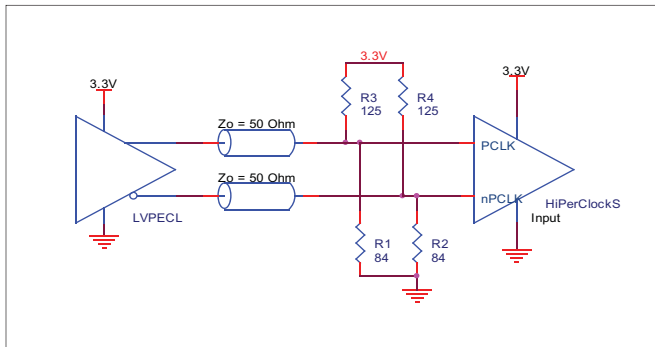 3.3V
3.3V
3.3V
R3
125
R4
125
Zo = 50 Ohm
PCLK
Zo = 50 Ohm
nPCLK
HiPerClockS
Input
LVPECL
R1
84
R2
84